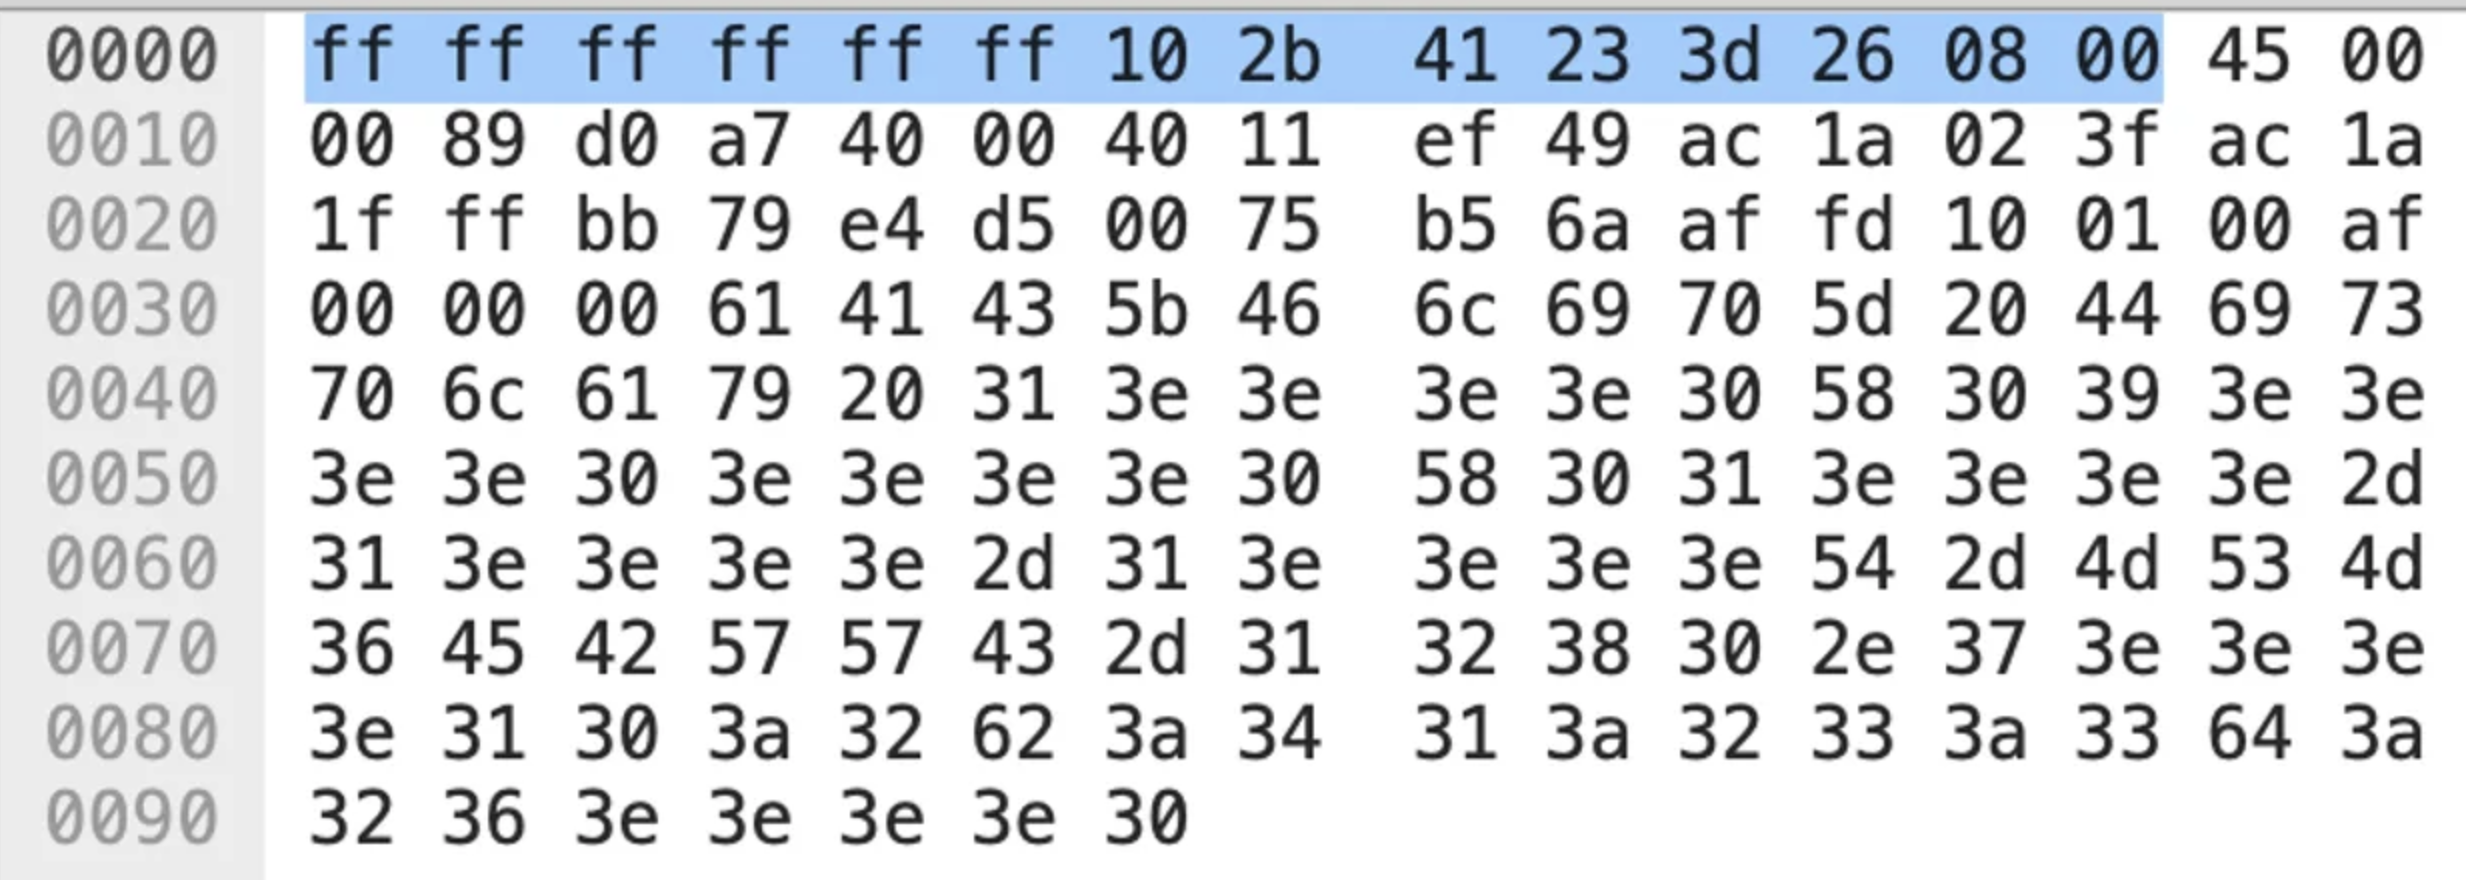 0000 ff ff ff ff ff ff 10 2b 41 23 3d 26 08 00 45 00
0010 00 89 d0 a7 40 00 40 11 ef 49 ac 1a 02 3f ac 1a
0020 1f ff bb 79 e4 d5 00 75 b5 6a af fd 10 01 00 af
0030 00 00 00 61 41 43 5b 46 6c 69 70 5d 20 44 69 73
0040 70 6c 61 79 20 31 3e 3e 3e 3e 30 58 30 39 3e 3e
0050 3e 3e 30 3e 3e 3e 3e 30 58 30 31 3e 3e 3e 3e 2d
0060 31 3e 3e 3e 3e 2d 31 3e 3e 3e 3e 54 2d 4d 53 4d
0070 36 45 42 57 57 43 2d 31 32 38 30 2e 37 3e 3e 3e
0080 3e 31 30 3a 32 62 3a 34 31 3a 32 33 3a 33 64 3a
0090 32 36 3e 3e 3e 3e 30